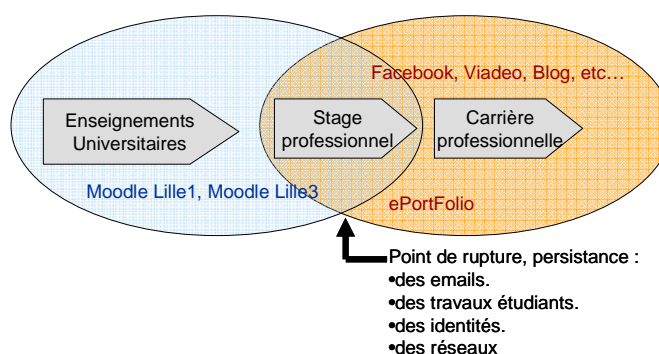 Facebook, Viadeo, Blog, etc…
Enseignements
Universitaires
Stage
professionnel
Carrière
professionnelle
Moodle Lille1, Moodle Lille3
ePortFolio
Point de rupture, persistance :
•des emails.
•des travaux étudiants.
•des identités.
•des réseaux